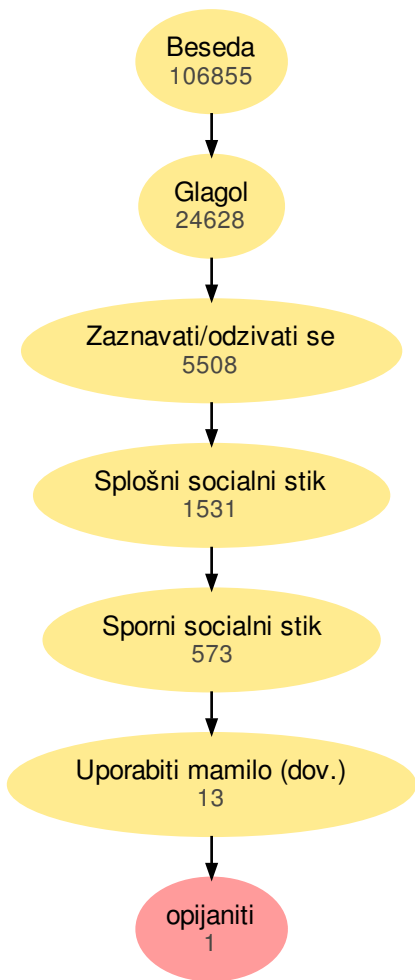 Beseda
106855
Glagol
24628
Zaznavati/odzivati se
5508
Splošni socialni stik
1531
Sporni socialni stik
573
Uporabiti mamilo (dov.)
13
opijaniti
1